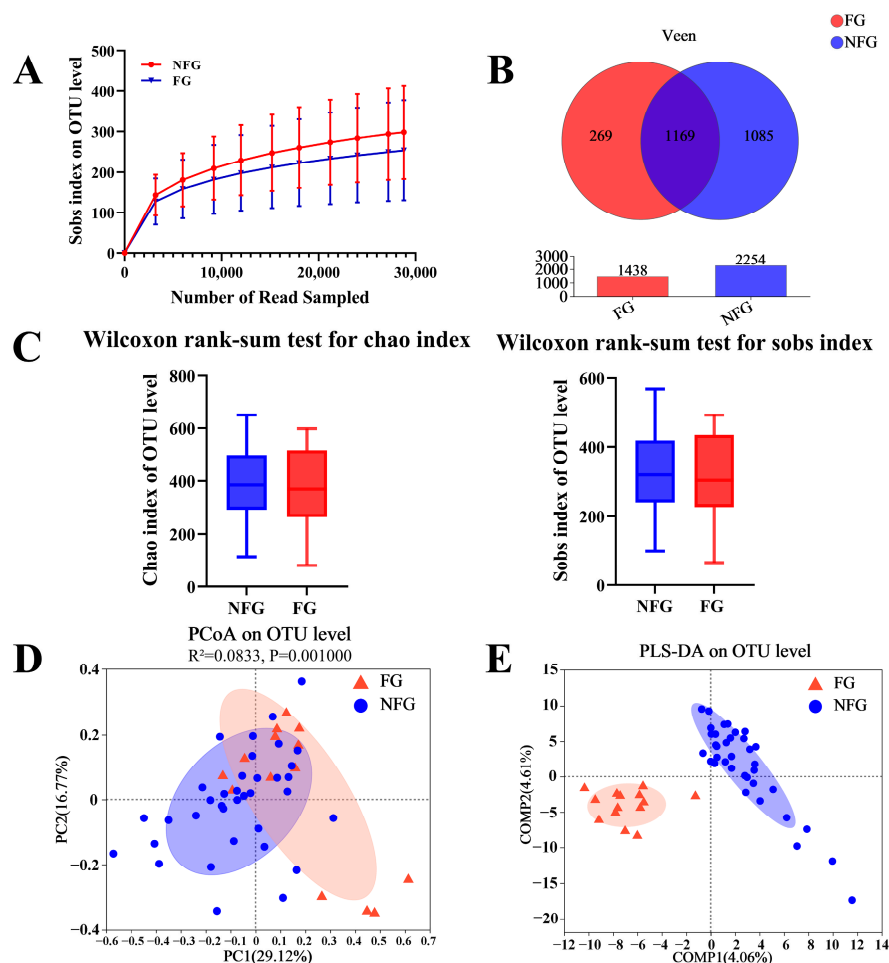 A
500
400
300
200
100
0
Sobs index on OTU level
NFG
FG
0
10,000
20,000
30,000
Number of Read Sampled
B
Veen
FG
NFG
269
1169
1085
3000
2000
1000
0
1438
2254
FG
NFG
C
Wilcoxon rank-sum test for chao index
800
600
400
200
0
Chao index of OTU level
NFG
FG
Wilcoxon rank-sum test for sobs index
600
400
200
0
Sobs index of OTU level
NFG
FG
D
PCoA on OTU level
R²=0.0833, P=0.001000
FG
NFG
0.4
0.2
0
−0.2
−0.4
PC2(16.77%)
−0.6 −0.5 −0.4 −0.3 −0.2 −0.1 0 0.1 0.2 0.3 0.4 0.5 0.6 0.7
PC1(29.12%)
E
PLS-DA on OTU level
FG
NFG
15
10
5
0
−5
−10
−15
−20
COMP2(4.61%)
−12 −10 −8 −6 −4 −2 0 2 4 6 8 10 12 14
COMP1(4.06%)